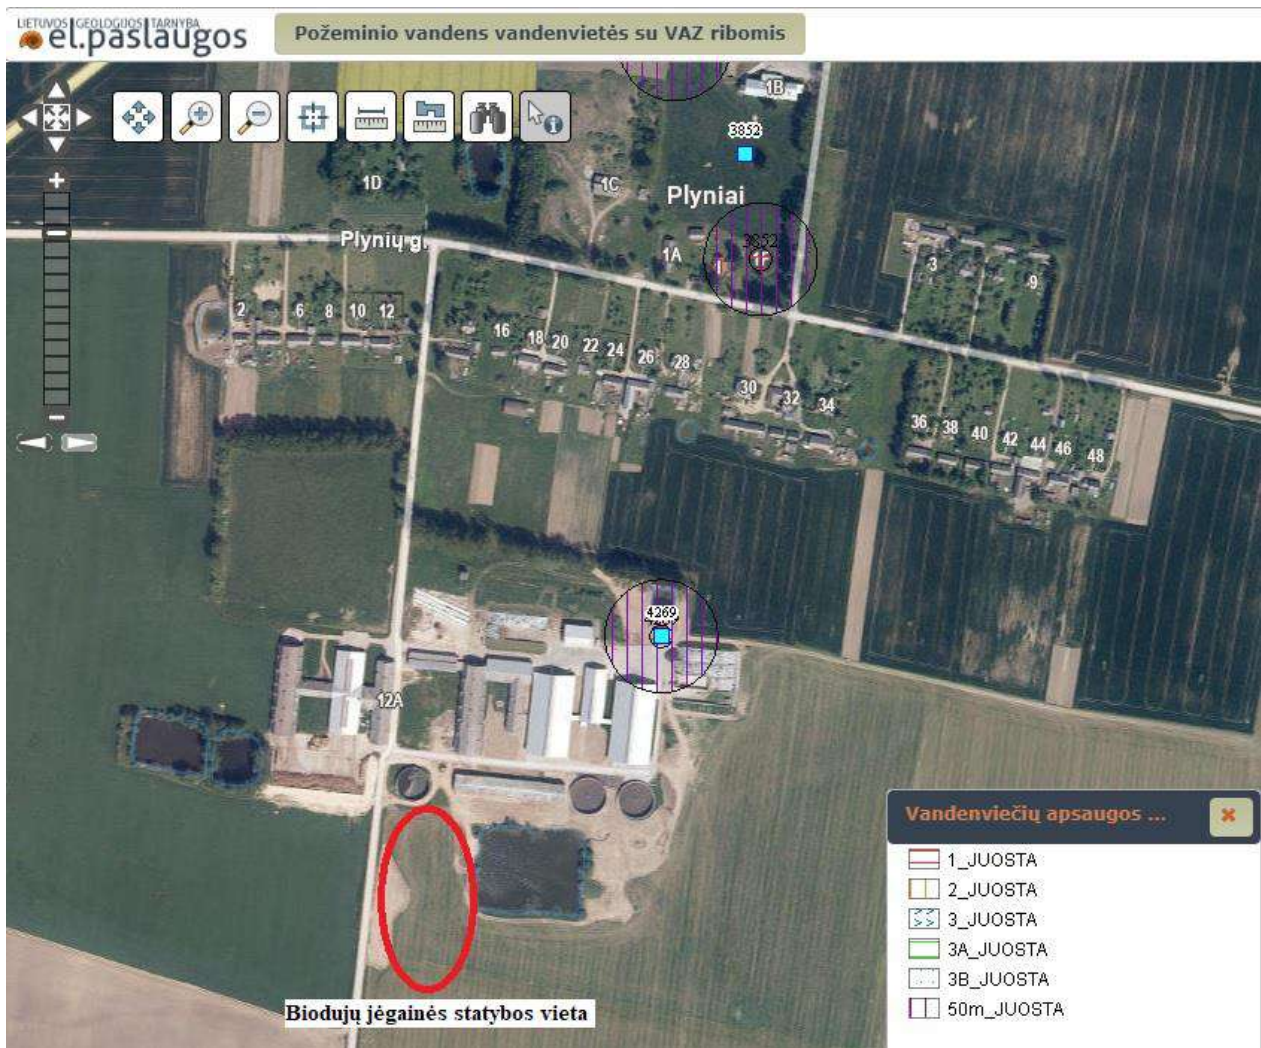 LIETUVOS GEOLOGIJOS TARNYBA
el.paslaugos
Požeminio vandens vandenvietės su VAZ ribomis
1B
3852
1D
1C
Plyniai
Plynių g.
3852
1A
1F
3
9
2
6
8
10
12
16
18
20
22
24
26
28
30
32
34
36
38
40
42
44
46
48
4269
12A
Vandenviečių apsaugos ...
1_JUOSTA
2_JUOSTA
3_JUOSTA
3A_JUOSTA
3B_JUOSTA
50m_JUOSTA
Biodujų jėgainės statybos vieta